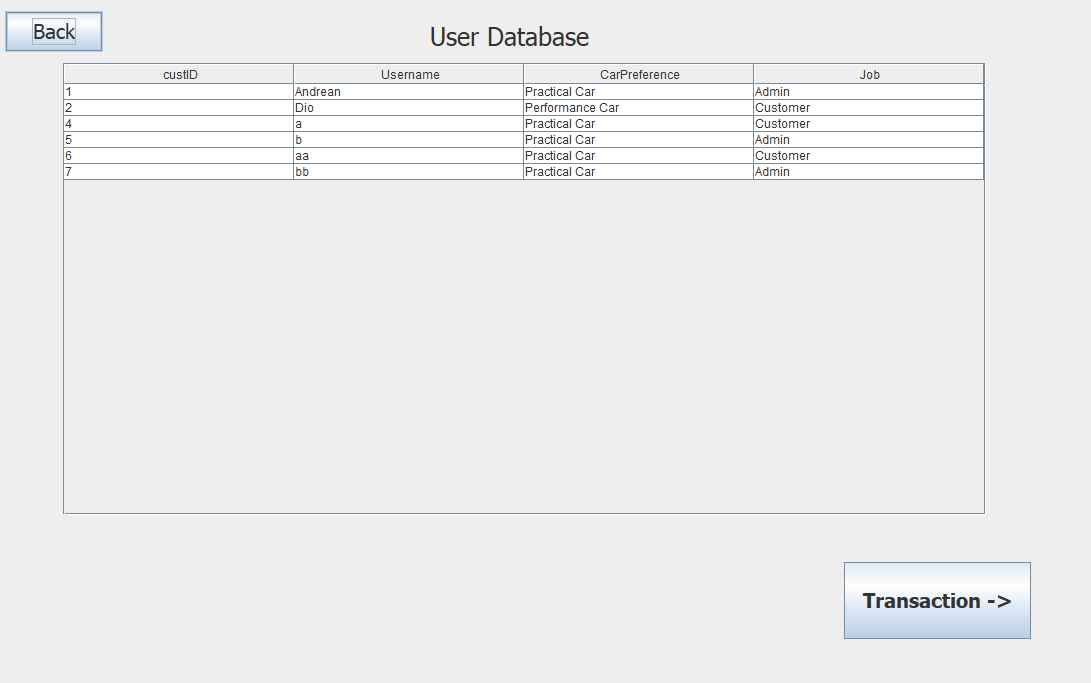 Back
User Database
custID Username CarPreference Job
1 Andrean Practical Car Admin
2 Dio Performance Car Customer
4 a Practical Car Customer
5 b Practical Car Admin
6 aa Practical Car Customer
7 bb Practical Car Admin
Transaction ->